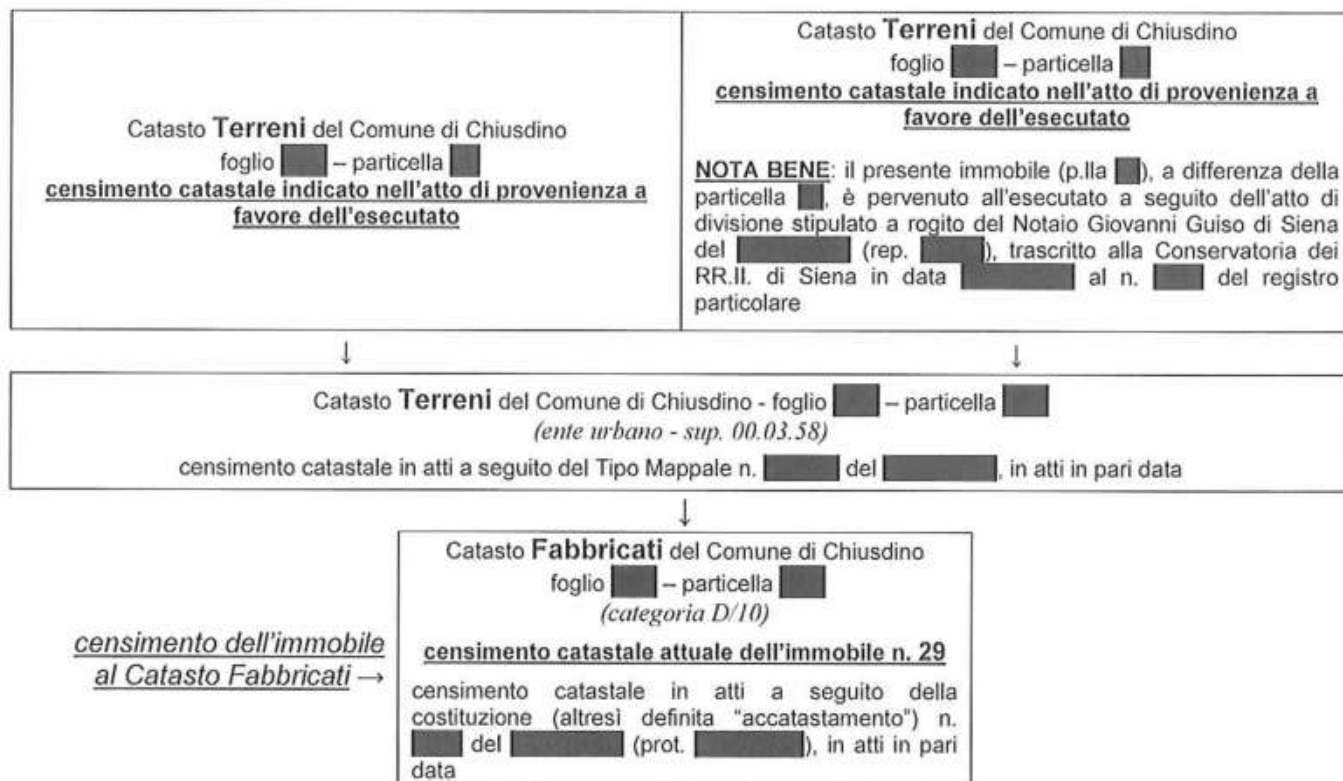 Catasto Terreni del Comune di Chiusdino
foglio – particella
censimento catastale indicato nell'atto di provenienza a
favore dell'esecutato
Catasto Terreni del Comune di Chiusdino
foglio – particella
censimento catastale indicato nell'atto di provenienza a
favore dell'esecutato
NOTA BENE: il presente immobile (p.lla ), a differenza della
particella , è pervenuto all'esecutato a seguito dell'atto di
divisione stipulato a rogito del Notaio Giovanni Guiso di Siena
del (rep. ), trascritto alla Conservatoria dei
RR.II. di Siena in data al n. del registro
particolare
↓ ↓
Catasto Terreni del Comune di Chiusdino - foglio – particella
(ente urbano - sup. 00.03.58)
censimento catastale in atti a seguito del Tipo Mappale n. del , in atti in pari data
↓
censimento dell'immobile
al Catasto Fabbricati →
Catasto Fabbricati del Comune di Chiusdino
foglio – particella
(categoria D/10)
censimento catastale attuale dell'immobile n. 29
censimento catastale in atti a seguito della
costituzione (altresì definita "accatastamento") n.
del (prot. ), in atti in pari
data